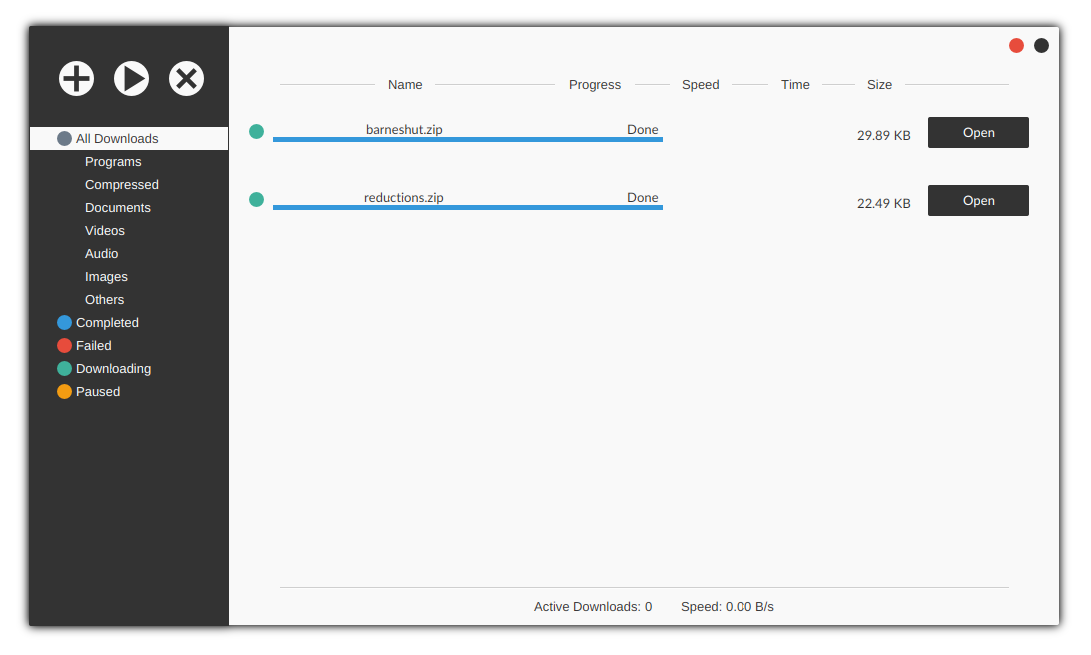 Name Progress Speed Time Size
All Downloads
Programs
Compressed
Documents
Videos
Audio
Images
Others
Completed
Failed
Downloading
Paused
barneshut.zip Done 29.89 KB Open
reductions.zip Done 22.49 KB Open
Active Downloads: 0 Speed: 0.00 B/s